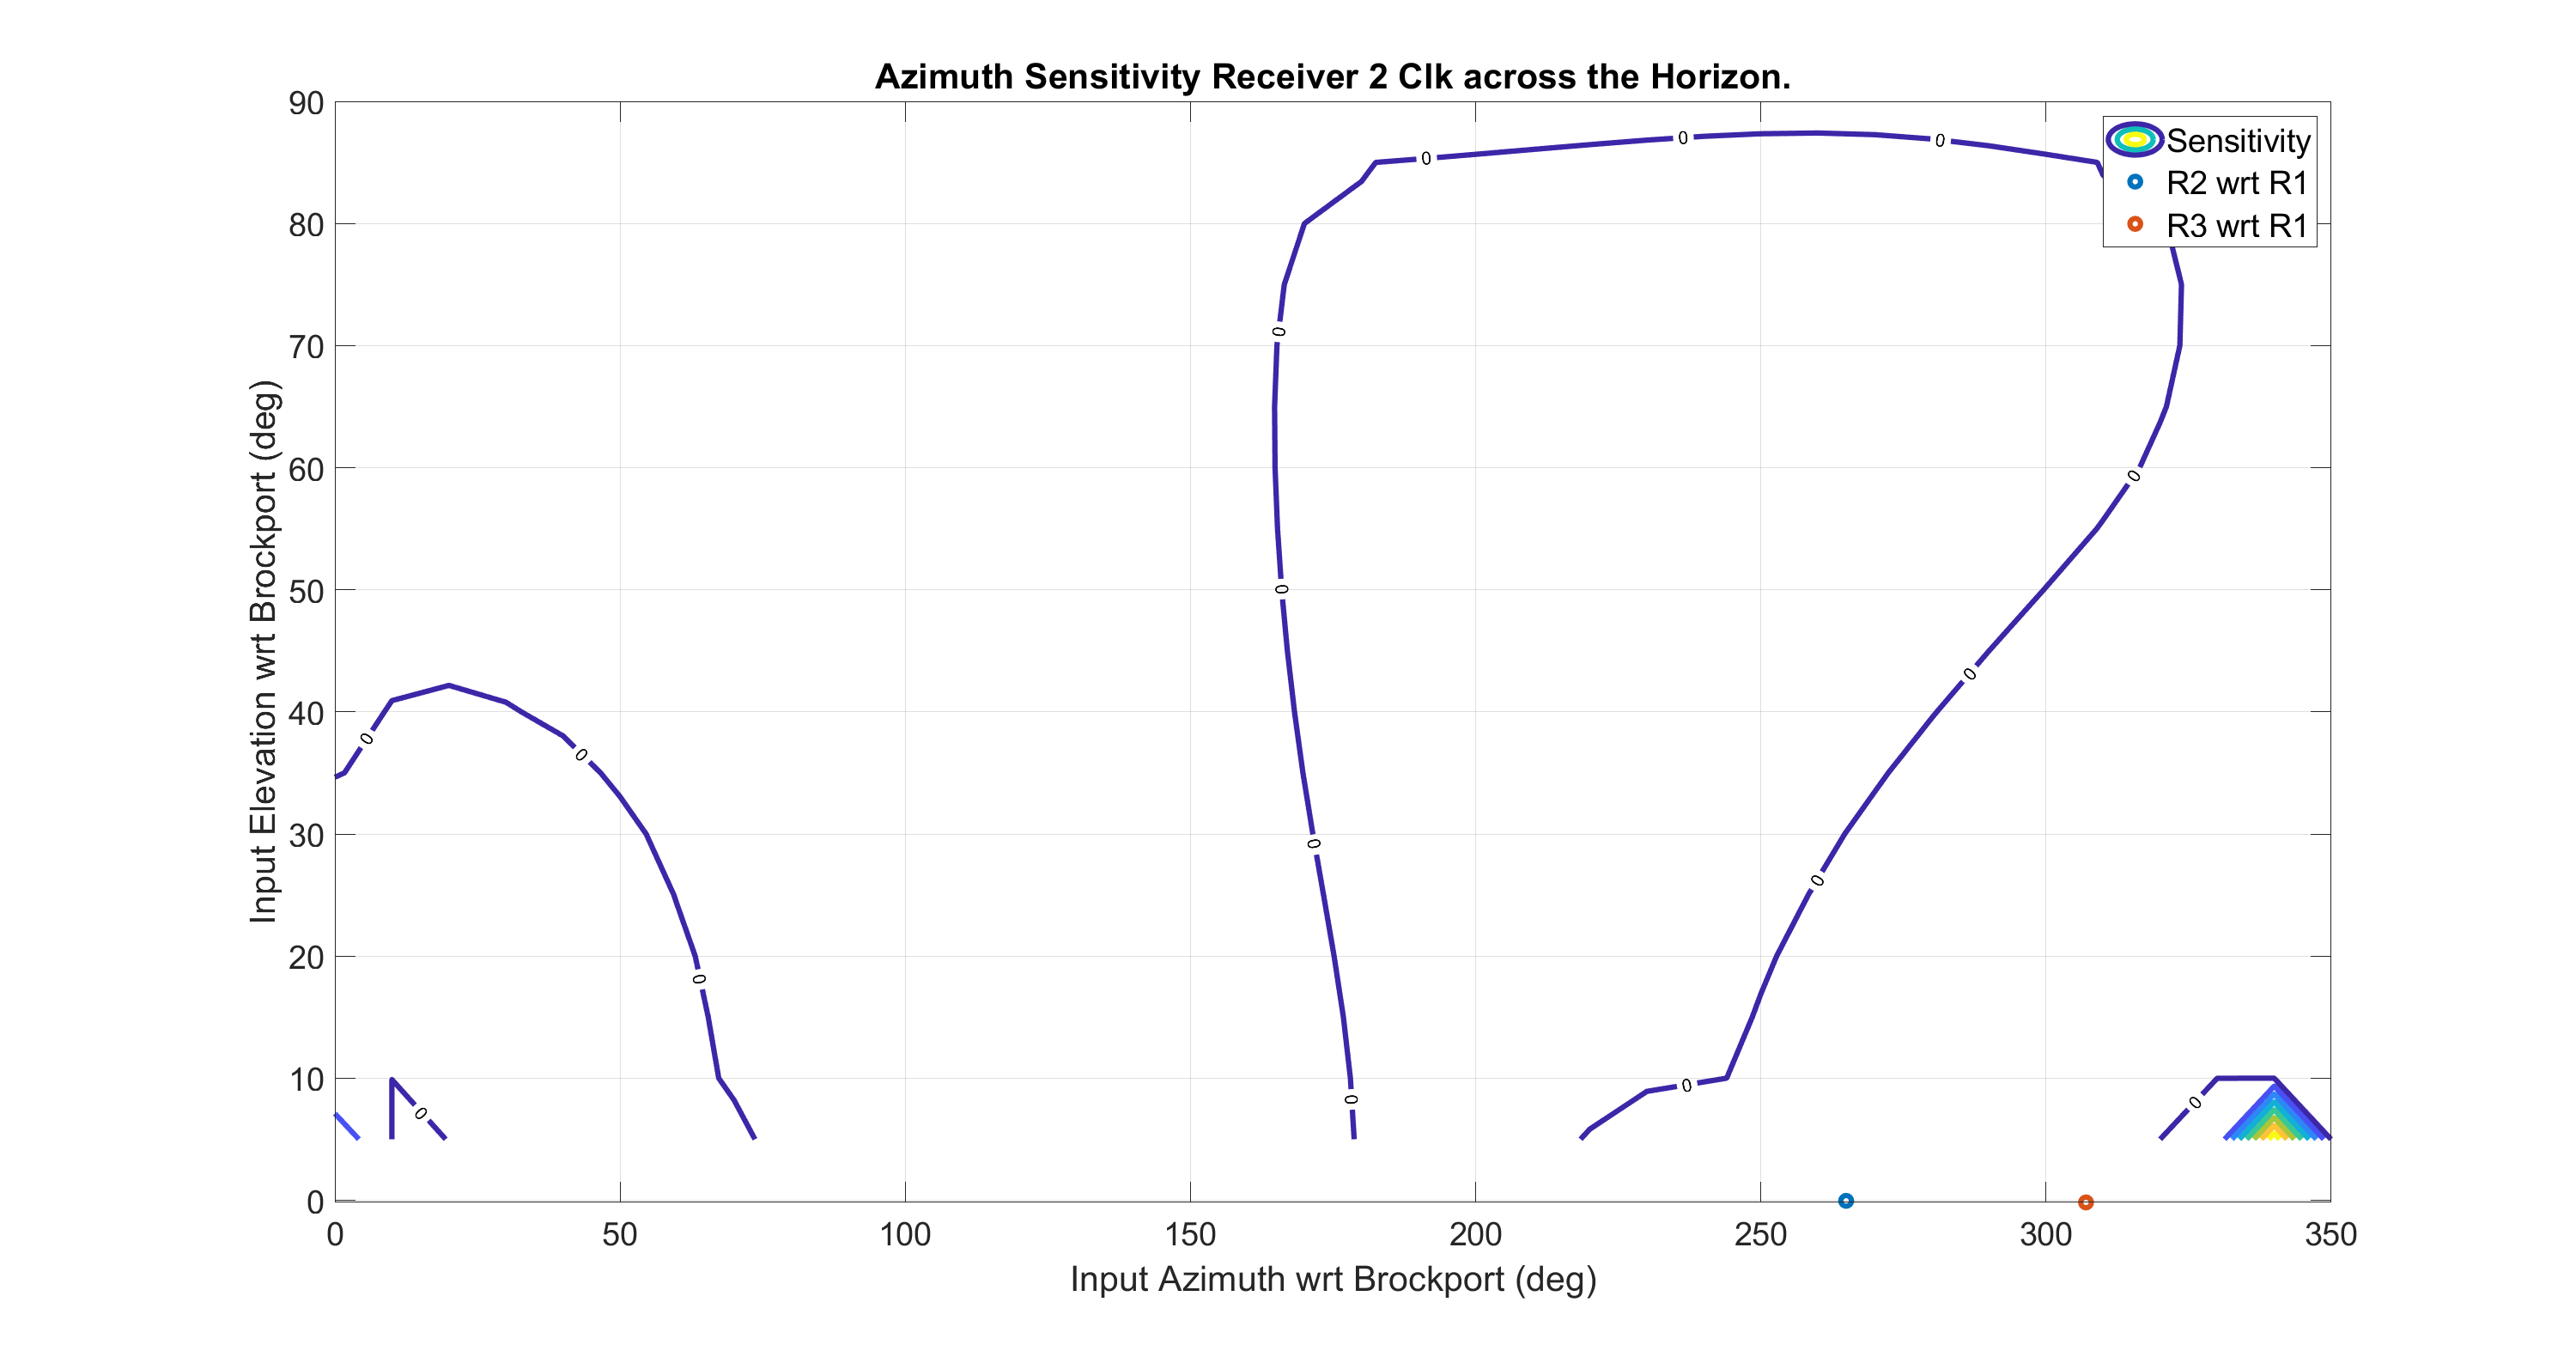 Azimuth Sensitivity Receiver 2 Clk across the Horizon.
Sensitivity
R2 wrt R1
R3 wrt R1
Input Elevation wrt Brockport (deg)
90
80
70
60
50
40
30
20
10
0
0 0 0 0 0 0 0 0 0 0 0 0 0 0 0 0 0
0 50 100 150 200 250 300 350
Input Azimuth wrt Brockport (deg)